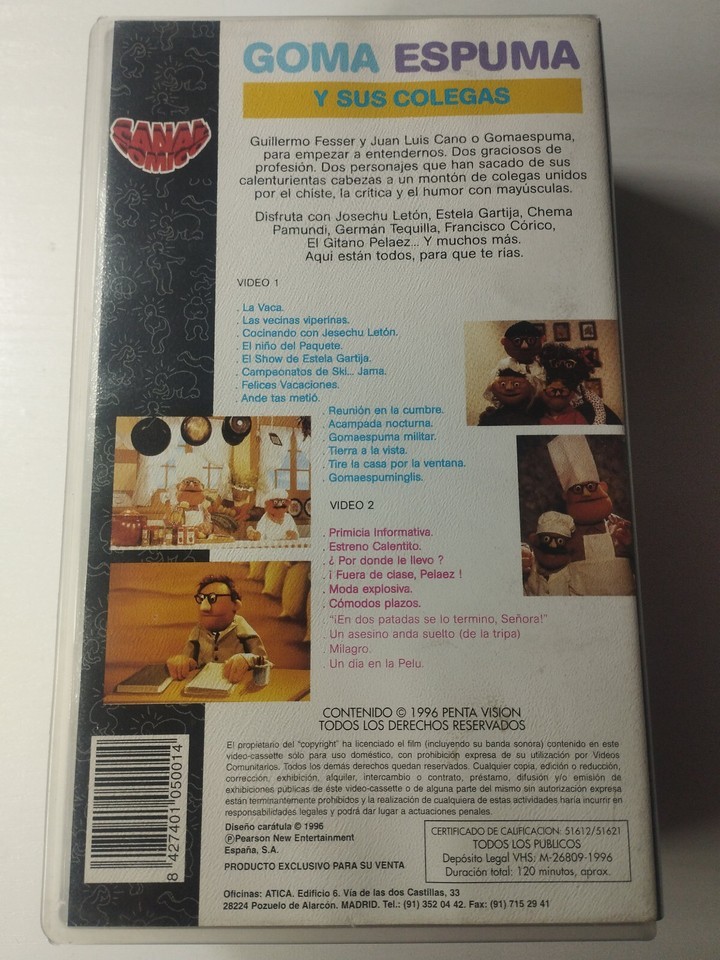 GOMA ESPUMA
Y SUS COLEGAS
CANAL
COMIC
Guillermo Fesser y Juan Luis Cano o Gomaespuma,
para empezar a entendernos. Dos graciosos de
profesión. Dos personajes que han sacado de sus
calenturientas cabezas a un montón de colegas unidos
por el chiste, la crítica y el humor con mayúsculas.
Disfruta con Josechu Letón, Estela Gartija, Chema
Pamundi, Germán Tequilla, Francisco Córico,
El Gitano Pelaez... Y muchos más.
Aqui están todos, para que te rías.
VIDEO 1
. La Vaca.
. Las vecinas viperinas.
. Cocinando con Jesechu Letón.
. El niño del Paquete.
. El Show de Estela Gartija.
. Campeonatos de Ski... Jama.
. Felices Vacaciones.
. Ande tas metió.
. Reunión en la cumbre.
. Acampada nocturna.
. Gomaespuma militar.
. Tierra a la vista.
. Tire la casa por la ventana.
. Gomaespuminglis.
VIDEO 2
. Primicia Informativa.
. Estreno Calentito.
. ¿ Por donde le llevo ?
. ¡ Fuera de clase, Pelaez !
. Moda explosiva.
. Cómodos plazos.
. “¡En dos patadas se lo termino, Señora!”
. Un asesino anda suelto (de la tripa)
. Milagro.
. Un dia en la Pelu.
CONTENIDO © 1996 PENTA VISION
TODOS LOS DERECHOS RESERVADOS
El propietario del "copyright" ha licenciado el film (incluyendo su banda sonora) contenido en este
video-cassette sólo para uso doméstico, con prohibición expresa de su utilización por Videos
Comunitarios. Todos los demás derechos quedan reservados. Cualquier copia, edición o reducción,
corrección, exhibición, alquiler, intercambio o contrato, préstamo, difusión y/o emisión de
exhibiciones publicas de éste video-cassette o de alguna parte del mismo sin autorización expresa
están terminantemente prohibidos y la realización de cualquiera de estas actividades haría incurrir en
responsabilidades legales y podrá dar lugar a actuaciones penales.
Diseño carátula © 1996
ⓅPearson New Entertainment
España, S.A.
PRODUCTO EXCLUSIVO PARA SU VENTA
CERTIFICADO DE CALIFICACION: 51612/51621
TODOS LOS PUBLICOS
Depósito Legal VHS: M-26809-1996
Duración total: 120 minutos, aprox.
Oficinas: ATICA. Edificio 6. Vía de las dos Castillas, 33
28224 Pozuelo de Alarcón. MADRID. Tel.: (91) 352 04 42. Fax: (91) 715 29 41
8 427401 050014